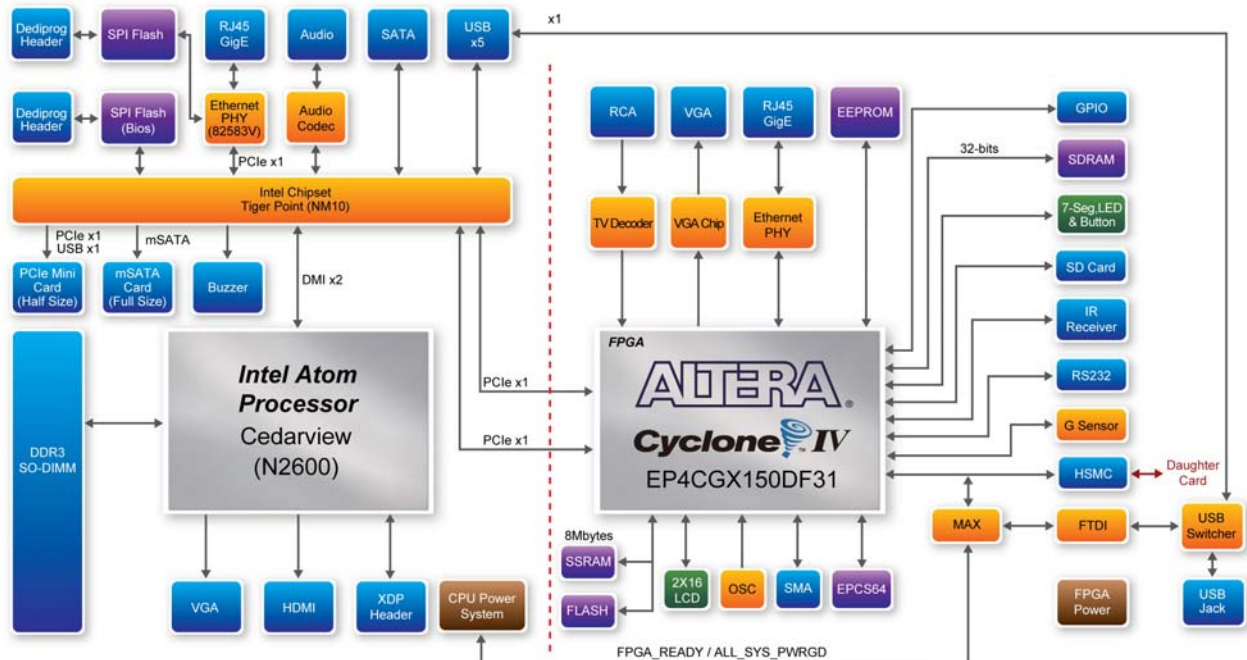 Dediprog
Header
SPI Flash
RJ45
GigE
Audio
SATA
USB
x5
x1
Dediprog
Header
SPI Flash
(Bios)
Ethernet
PHY
(82583V)
Audio
Codec
PCIe x1
Intel Chipset
Tiger Point (NM10)
PCIe x1
USB x1
mSATA
DMI x2
PCIe Mini
Card
(Half Size)
mSATA
Card
(Full Size)
Buzzer
DDR3
SO-DIMM
Intel Atom
Processor
Cedarview
(N2600)
PCIe x1
PCIe x1
VGA
HDMI
XDP
Header
CPU Power
System
RCA
VGA
RJ45
GigE
EEPROM
TV Decoder
VGA Chip
Ethernet
PHY
FPGA
ALTERA®
Cyclone™ IV
EP4CGX150DF31
32-bits
GPIO
SDRAM
7-Seg,LED
& Button
SD Card
IR
Receiver
RS232
G Sensor
HSMC
Daughter
Card
MAX
FTDI
USB
Switcher
8Mbytes
SSRAM
FLASH
2X16
LCD
OSC
SMA
EPCS64
FPGA
Power
USB
Jack
FPGA_READY / ALL_SYS_PWRGD